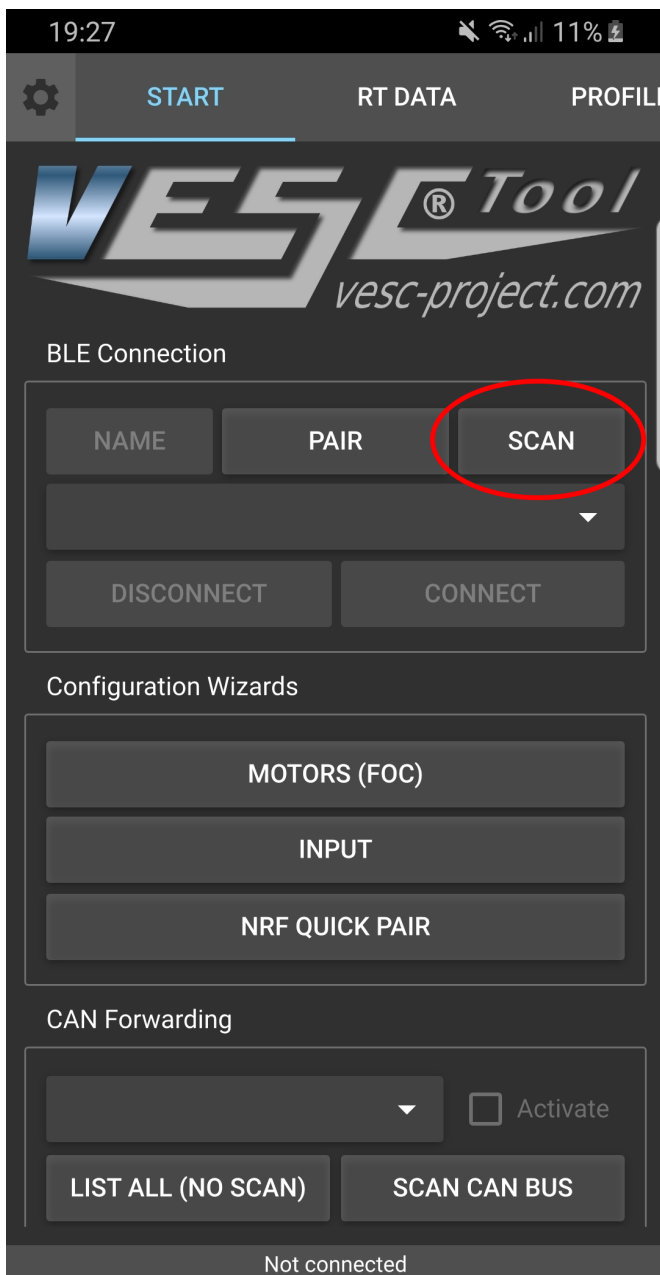 19:27 11%
START RT DATA PROFIL
VESC® Tool
vesc-project.com
BLE Connection
NAME PAIR SCAN
DISCONNECT CONNECT
Configuration Wizards
MOTORS (FOC)
INPUT
NRF QUICK PAIR
CAN Forwarding
Activate
LIST ALL (NO SCAN) SCAN CAN BUS
Not connected